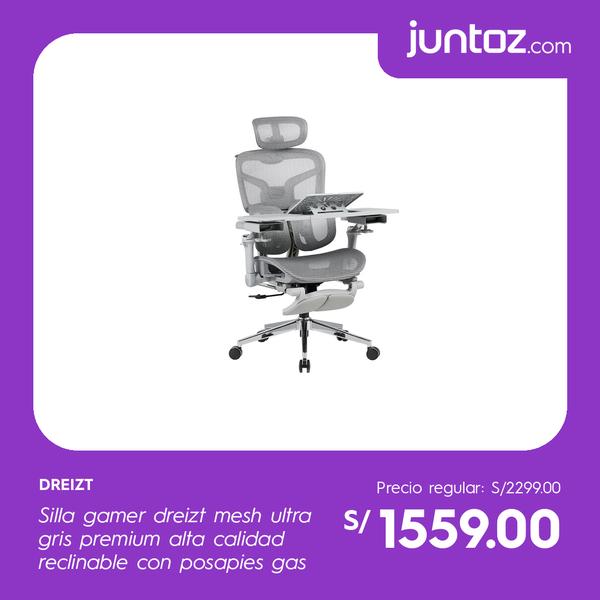 juntoz.com
DREIZT
Silla gamer dreizt mesh ultra
gris premium alta calidad
reclinable con posapies gas
Precio regular: S/2299.00
S/1559.00